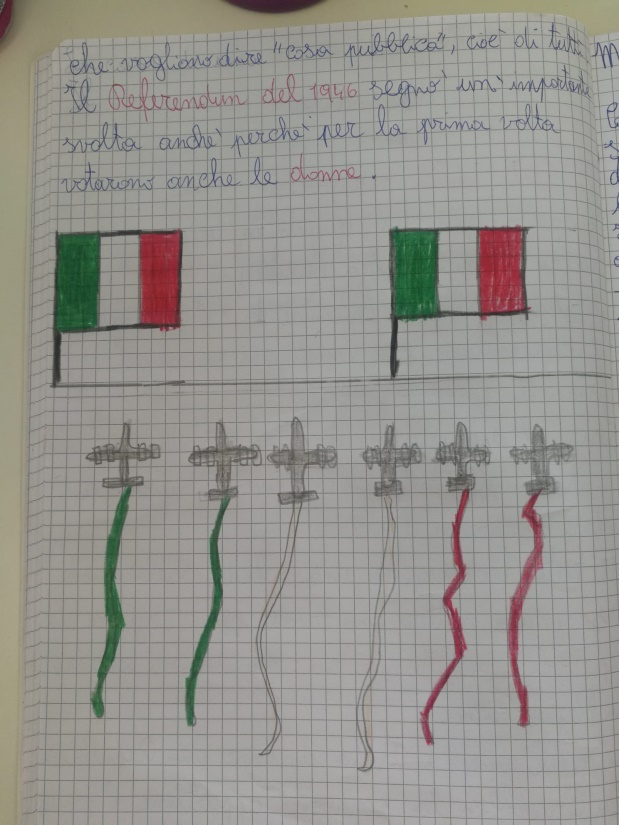 che vogliono dire "cosa pubblica", cioè di tutti.
Il Referendum del 1946 segnò un' importante
svolta anche perchè per la prima volta
votarono anche le donne.